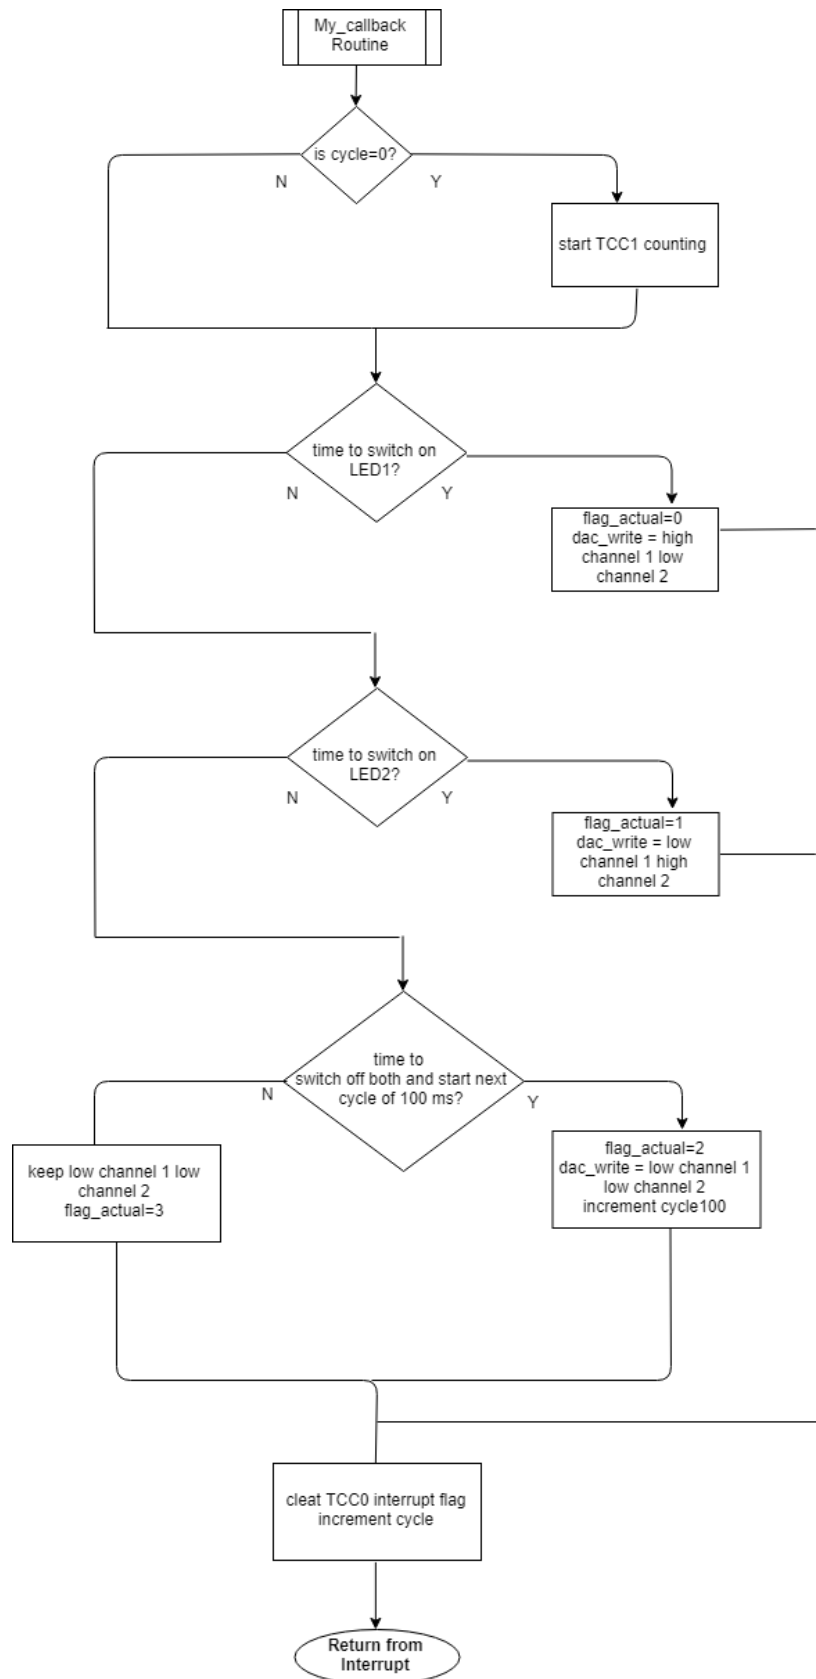 My_callback
Routine
is cycle=0?
N
Y
start TCC1 counting
time to switch on
LED1?
N
Y
flag_actual=0
dac_write = high
channel 1 low
channel 2
time to switch on
LED2?
N
Y
flag_actual=1
dac_write = low
channel 1 high
channel 2
time to
switch off both and start next
cycle of 100 ms?
N
Y
keep low channel 1 low
channel 2
flag_actual=3
flag_actual=2
dac_write = low channel 1
low channel 2
increment cycle100
cleat TCC0 interrupt flag
increment cycle
Return from
Interrupt